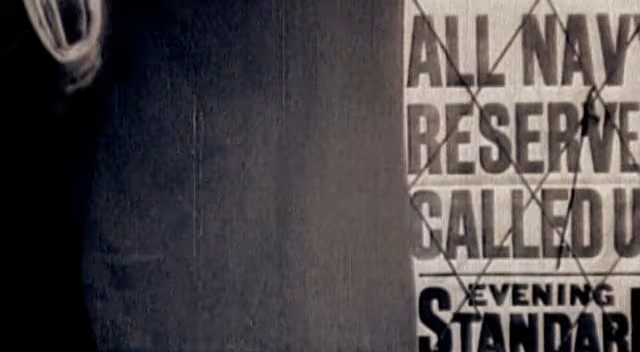 ALL NAV
RESERVE
CALLED U
EVENING
STANDAR